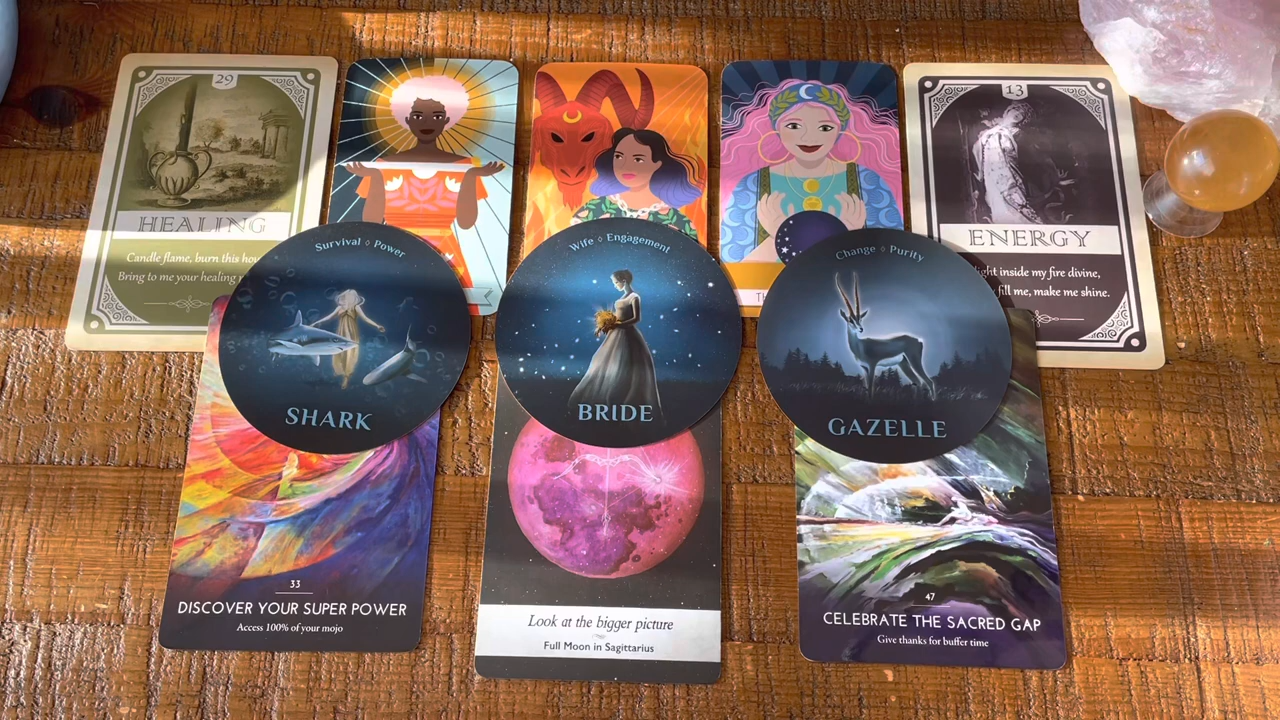 29
HEALING
Candle flame, burn this
Bring to me your healing
13
ENERGY
light inside my fire divine,
fill me, make me shine.
Survival ◊ Power
SHARK
Wife ◊ Engagement
BRIDE
Change ◊ Purity
GAZELLE
33
DISCOVER YOUR SUPER POWER
Access 100% of your mojo
Look at the bigger picture
Full Moon in Sagittarius
47
CELEBRATE THE SACRED GAP
Give thanks for buffer time